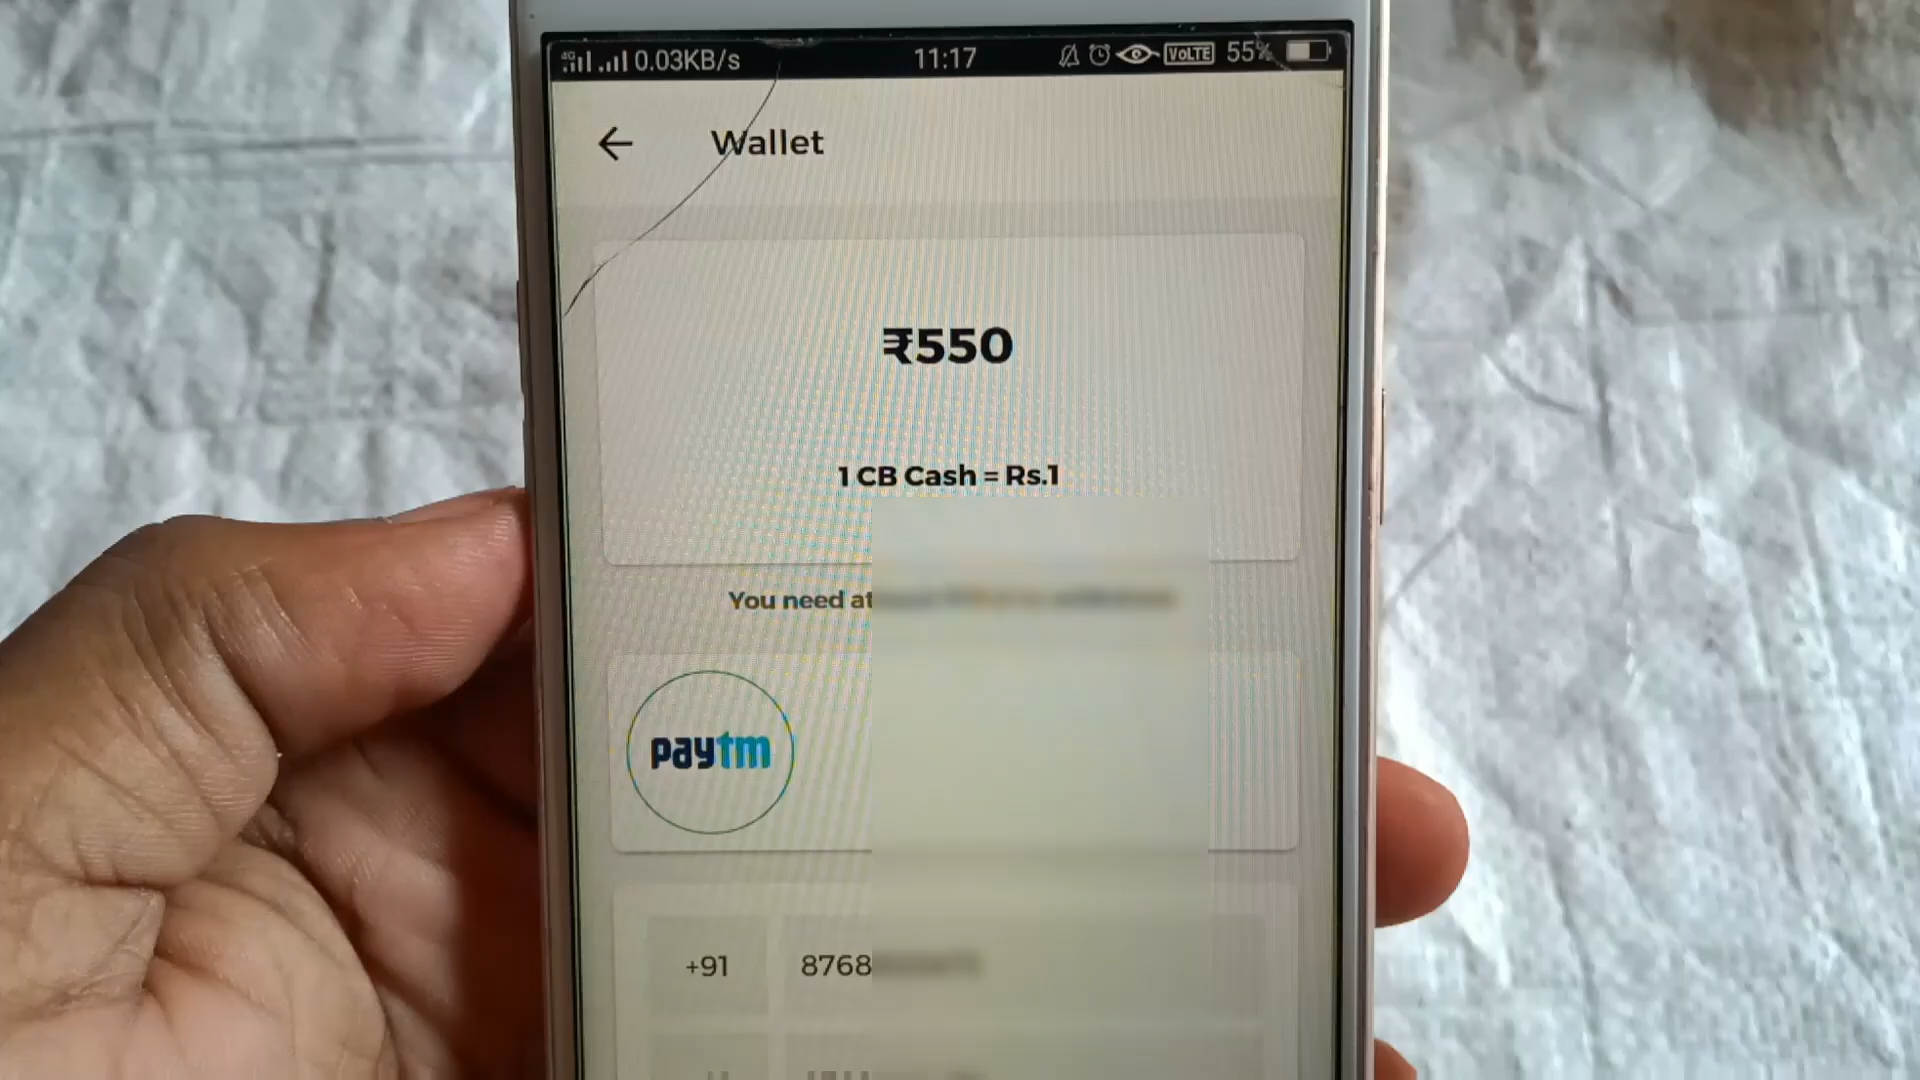 4G 0.03KB/s 11:17 VoLTE 55%
Wallet
₹550
1 CB Cash = Rs.1
You need at
paytm
+91 8768